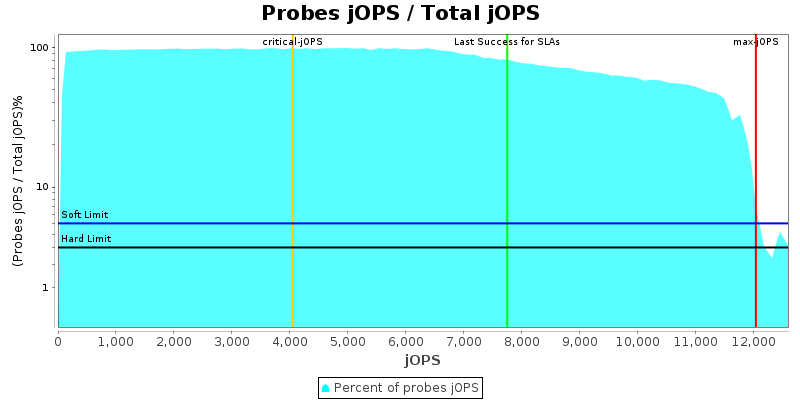 Probes jOPS / Total jOPS
critical-jOPS
Last Success for SLAs
max-jOPS
(Probes jOPS / Total jOPS)%
100
10
1
Soft Limit
Hard Limit
0
1,000
2,000
3,000
4,000
5,000
6,000
7,000
8,000
9,000
10,000
11,000
12,000
jOPS
Percent of probes jOPS